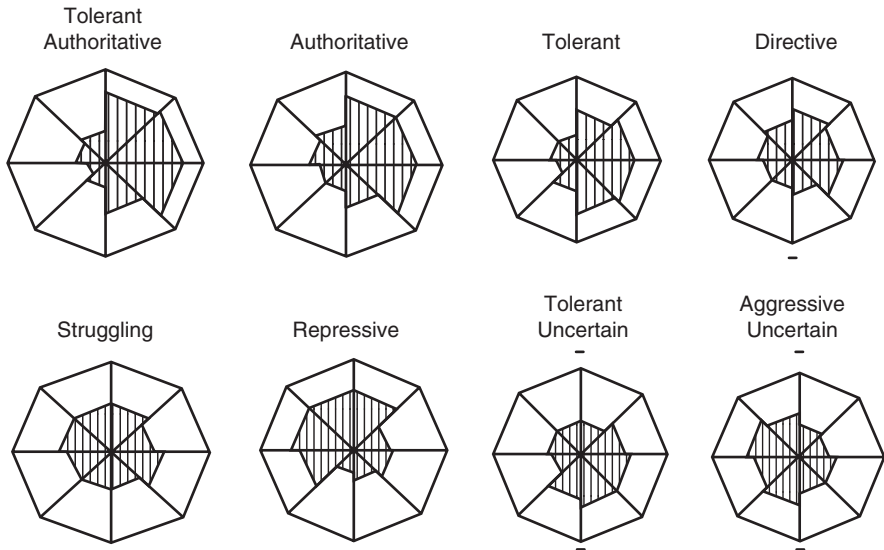 Tolerant
Authoritative
Authoritative
Tolerant
Directive
Struggling
Repressive
Tolerant
Uncertain
Aggressive
Uncertain